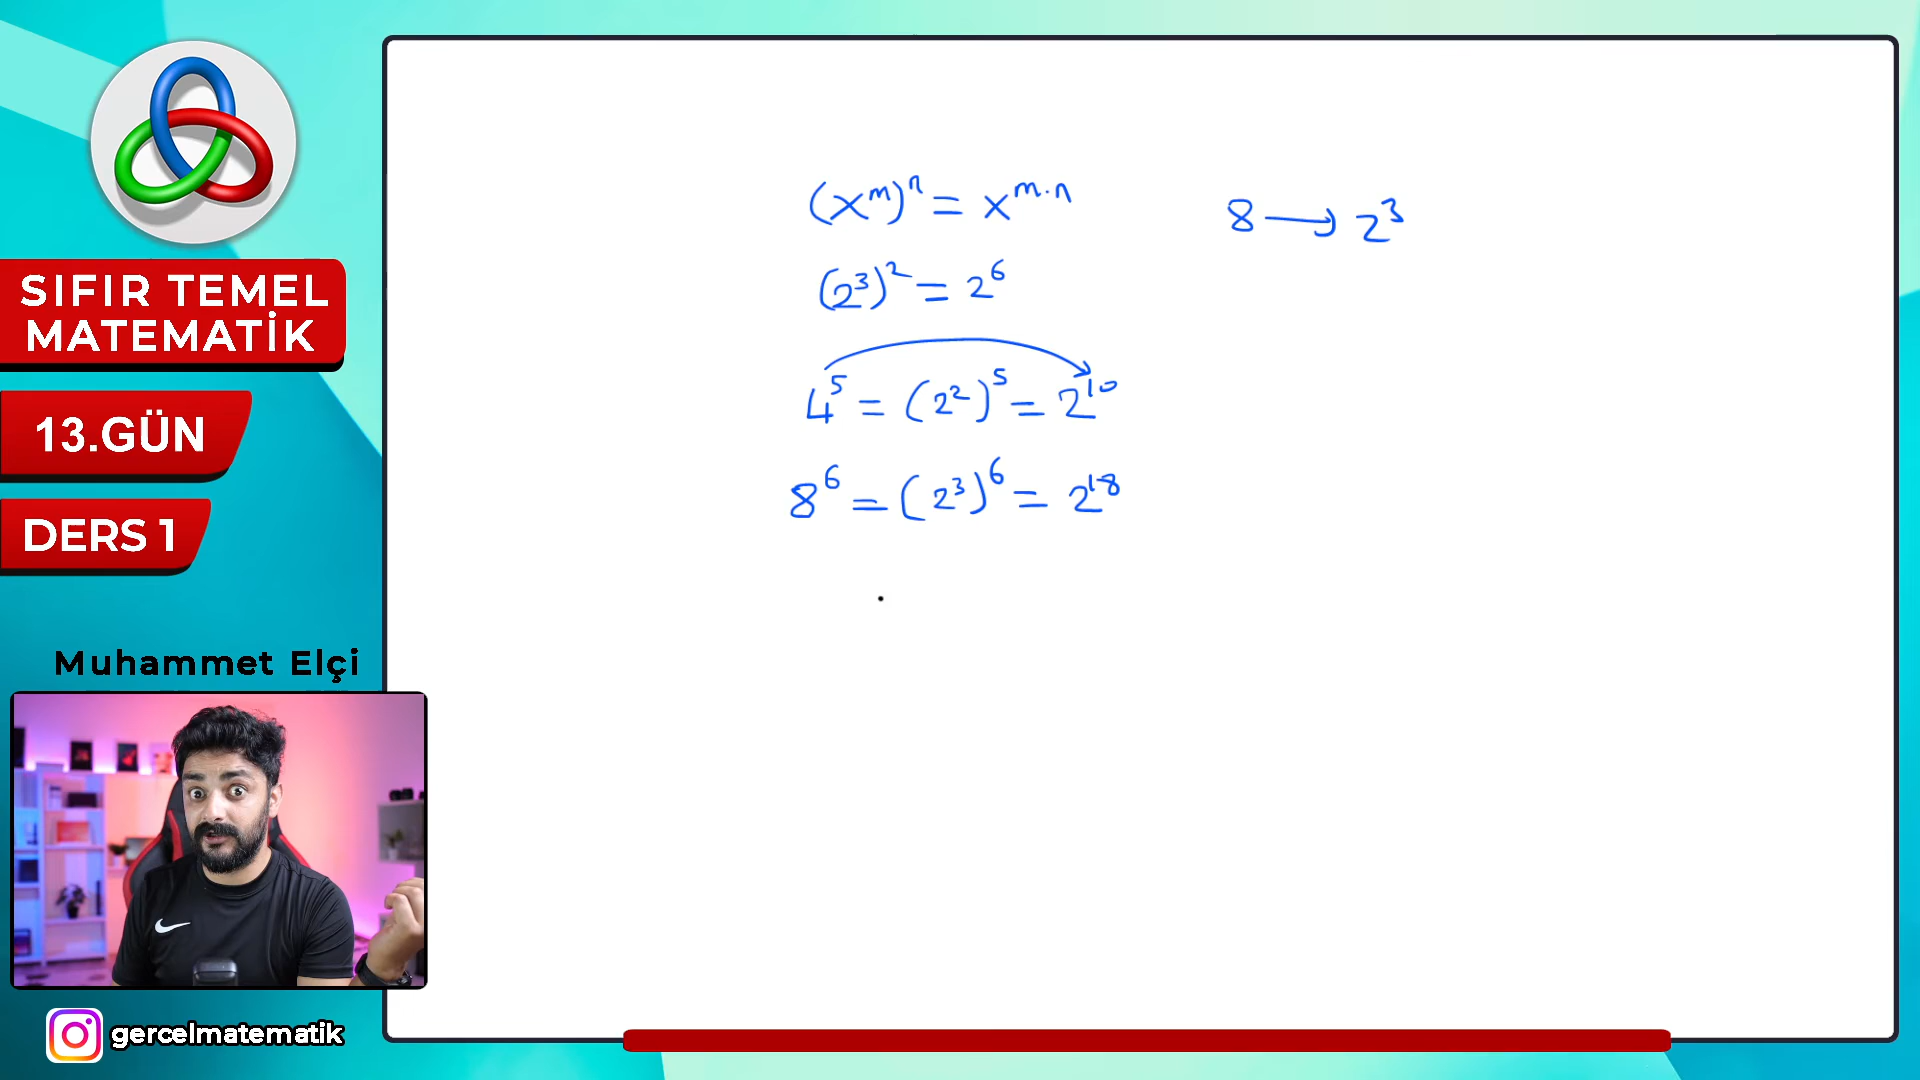 SIFIR TEMEL
MATEMATİK
13.GÜN
DERS 1
Muhammet Elçi
gercelmatematik
(x^m)^n = x^{m·n}
8 → 2^3
(2^3)^2 = 2^6
4^5 = (2^2)^5 = 2^10
8^6 = (2^3)^6 = 2^18